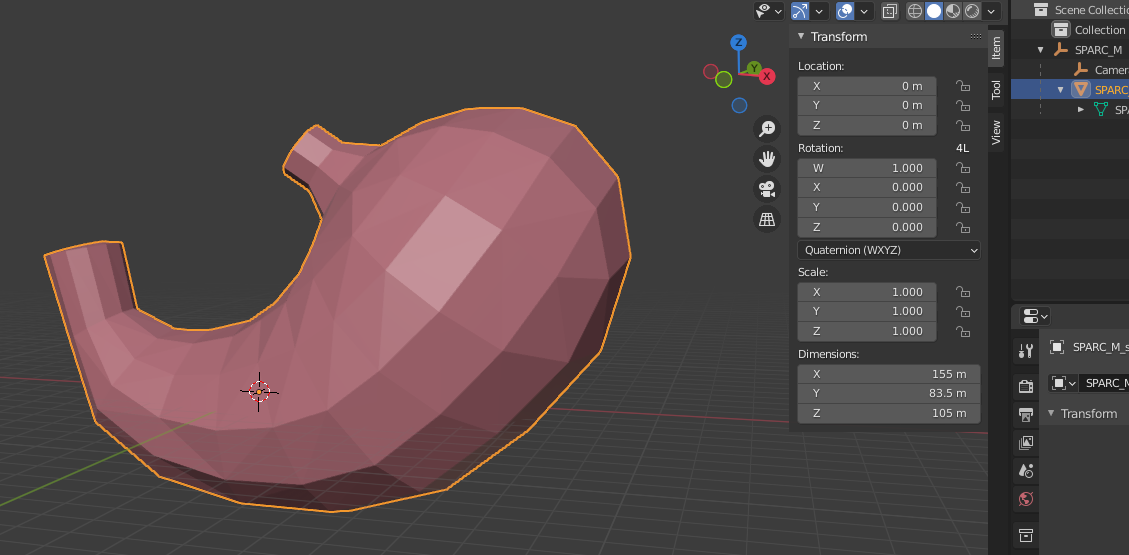 Transform
Location:
X 0 m
Y 0 m
Z 0 m
Rotation: 4L
W 1.000
X 0.000
Y 0.000
Z 0.000
Quaternion (WXYZ)
Scale:
X 1.000
Y 1.000
Z 1.000
Dimensions:
X 155 m
Y 83.5 m
Z 105 m
Item
Tool
View
Z
Y
X
Scene Collectio
Collection
SPARC_M
Camer
SPARC_
SPA
SPARC_M_s
SPARC_M
Transform